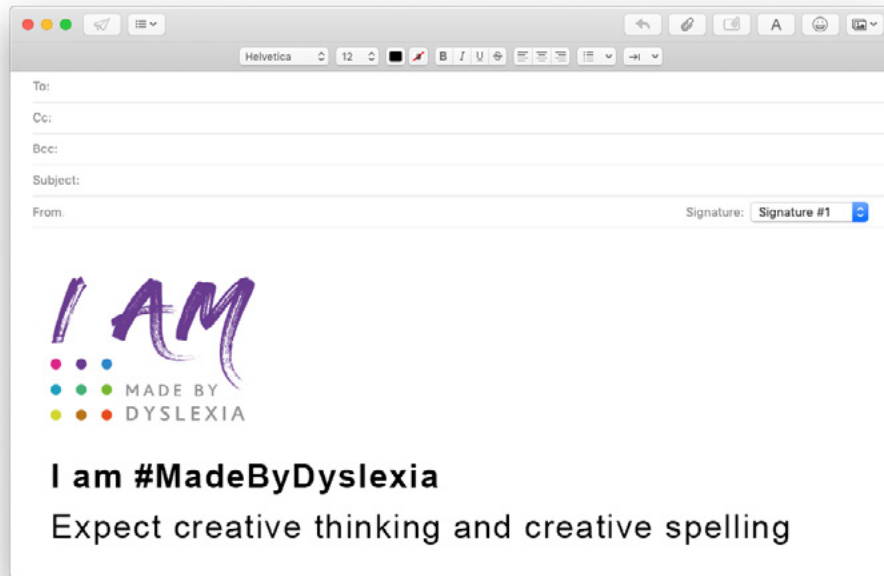 Helvetica 12 B I U S
A
To:
Cc:
Bcc:
Subject:
From. Signature: Signature #1
I AM
MADE BY
DYSLEXIA
I am #MadeByDyslexia
Expect creative thinking and creative spelling